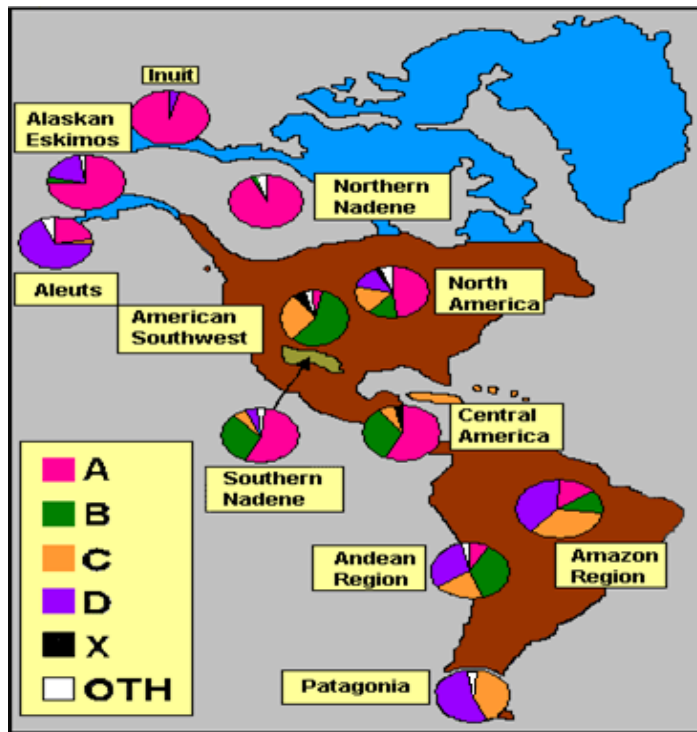 Inuit
Alaskan
Eskimos
Northern
Nadene
Aleuts
North
America
American
Southwest
Central
America
Southern
Nadene
Andean
Region
Amazon
Region
Patagonia
A
B
C
D
X
OTH